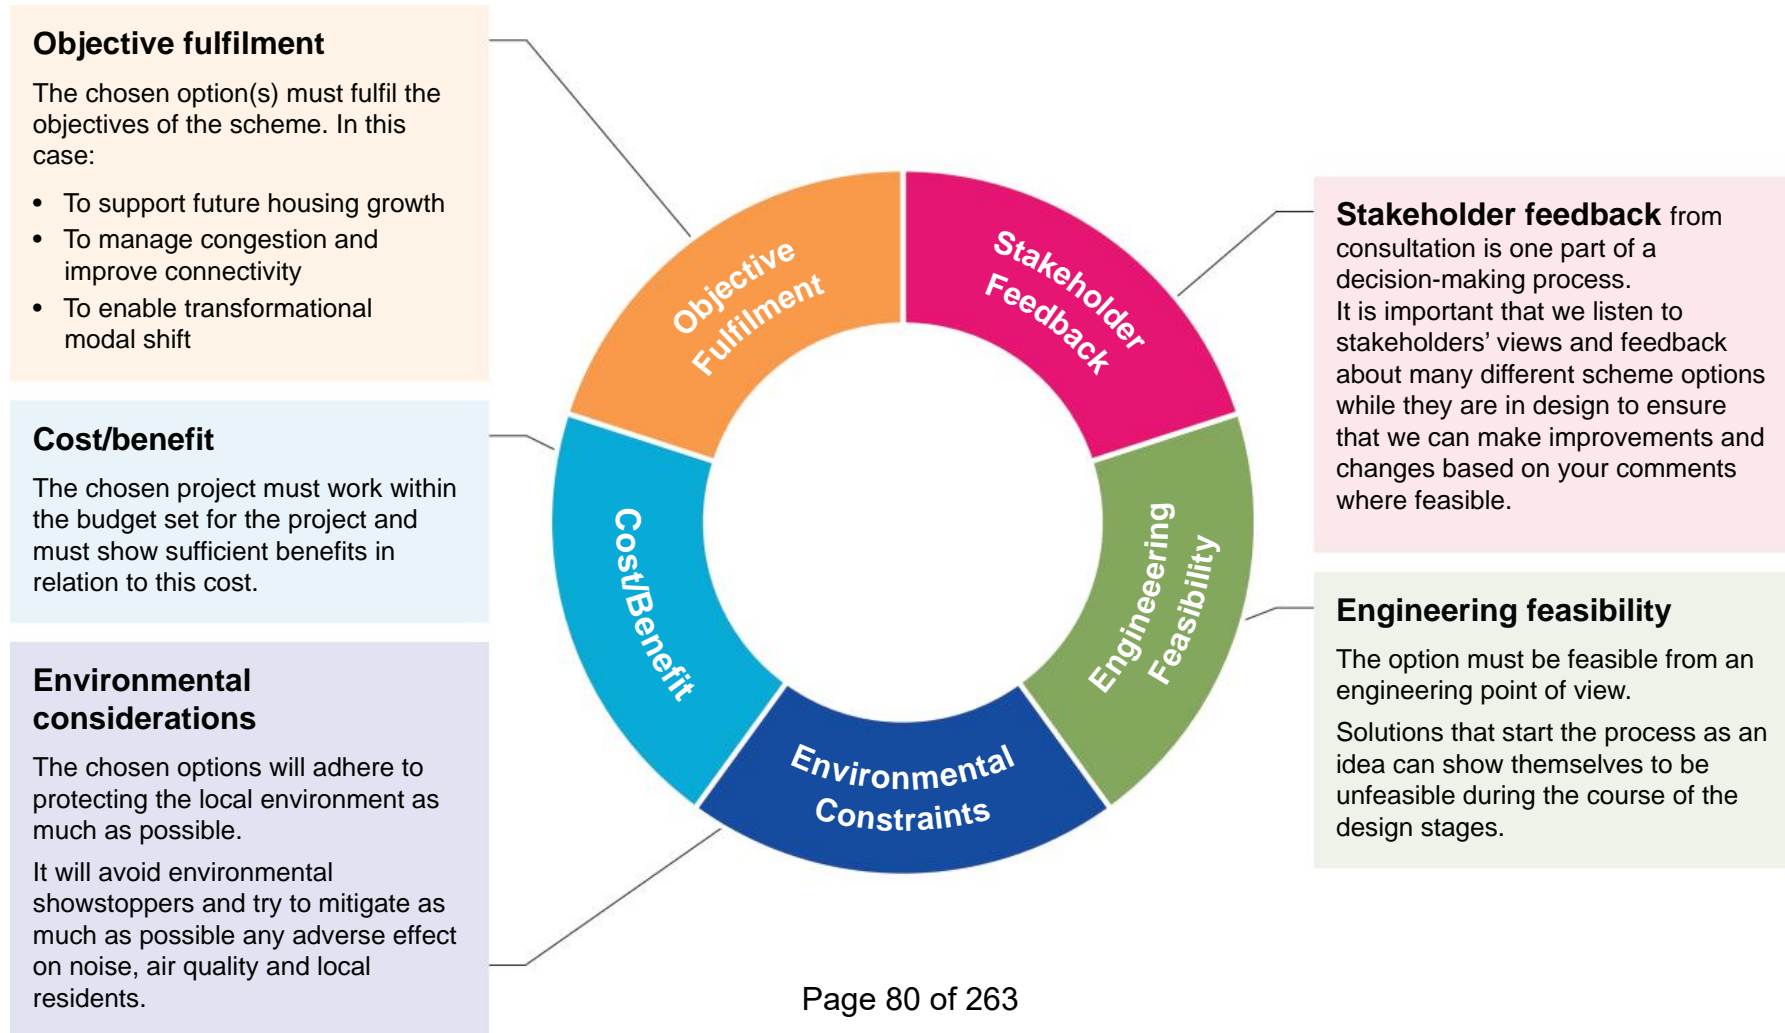 Objective fulfilment
The chosen option(s) must fulfil the
objectives of the scheme. In this
case:
• To support future housing growth
• To manage congestion and
improve connectivity
• To enable transformational
modal shift
Cost/benefit
The chosen project must work within
the budget set for the project and
must show sufficient benefits in
relation to this cost.
Environmental
considerations
The chosen options will adhere to
protecting the local environment as
much as possible.
It will avoid environmental
showstoppers and try to mitigate as
much as possible any adverse effect
on noise, air quality and local
residents.
Objective
Fulfilment
Stakeholder
Feedback
Cost/Benefit
Engineeering
Feasibility
Environmental
Constraints
Stakeholder feedback from
consultation is one part of a
decision-making process.
It is important that we listen to
stakeholders’ views and feedback
about many different scheme options
while they are in design to ensure
that we can make improvements and
changes based on your comments
where feasible.
Engineering feasibility
The option must be feasible from an
engineering point of view.
Solutions that start the process as an
idea can show themselves to be
unfeasible during the course of the
design stages.
Page 80 of 263